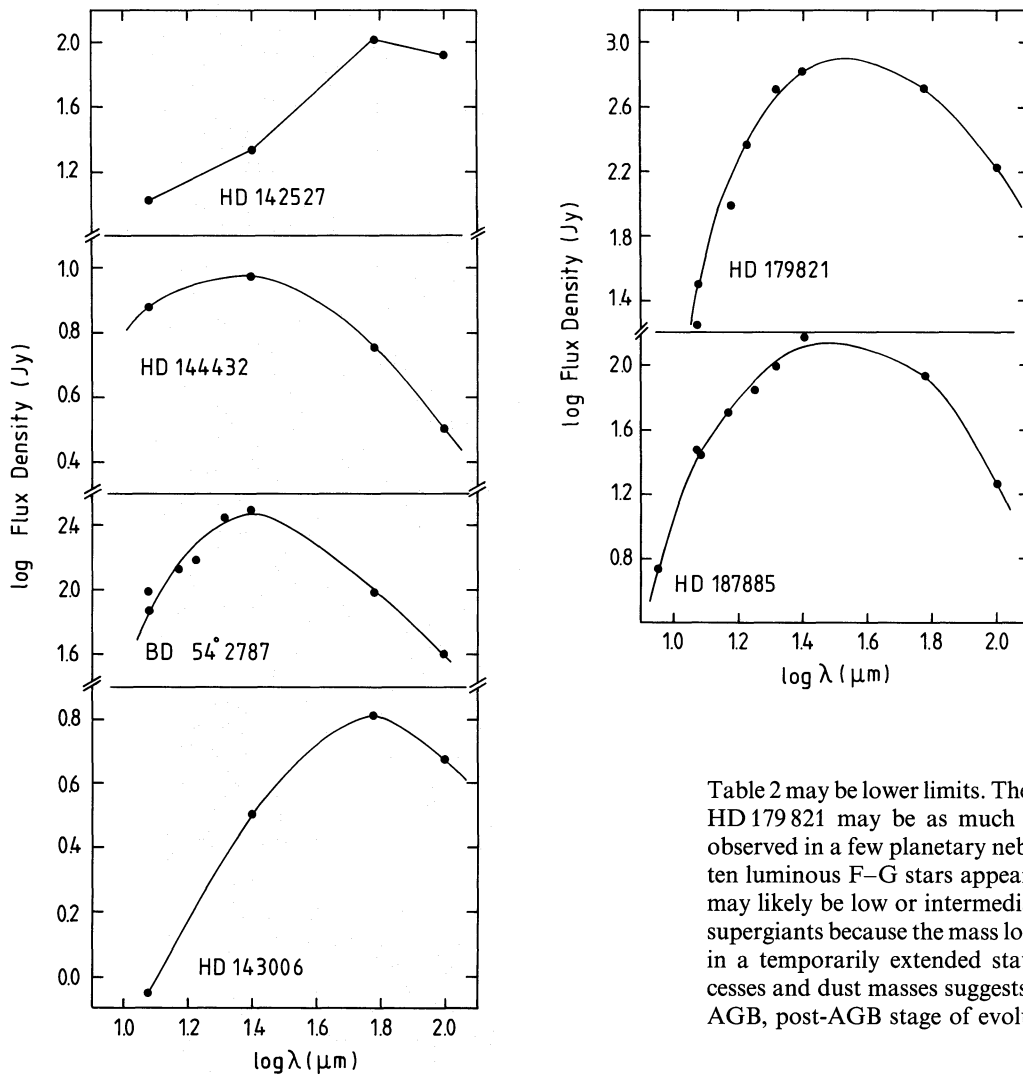 2.0
1.6
1.2
HD 142527
1.0
0.8
0.6
0.4
HD 144432
24
20
1.6
BD 54° 2787
0.8
0.6
0.4
0.2
0.0
HD 143006
1.0 1.2 1.4 1.6 1.8 2.0
log λ (μm)
log Flux Density (Jy)
3.0
2.6
2.2
1.8
1.4
HD 179821
2.0
1.6
1.2
0.8
HD 187885
1.0 1.2 1.4 1.6 1.8 2.0
log λ (μm)
log Flux Density (Jy)
Table 2 may be lower limits. The
HD 179 821 may be as much
observed in a few planetary neb
ten luminous F–G stars appear
may likely be low or intermedi
supergiants because the mass lo
in a temporarily extended sta
cesses and dust masses suggests
AGB, post-AGB stage of evolu